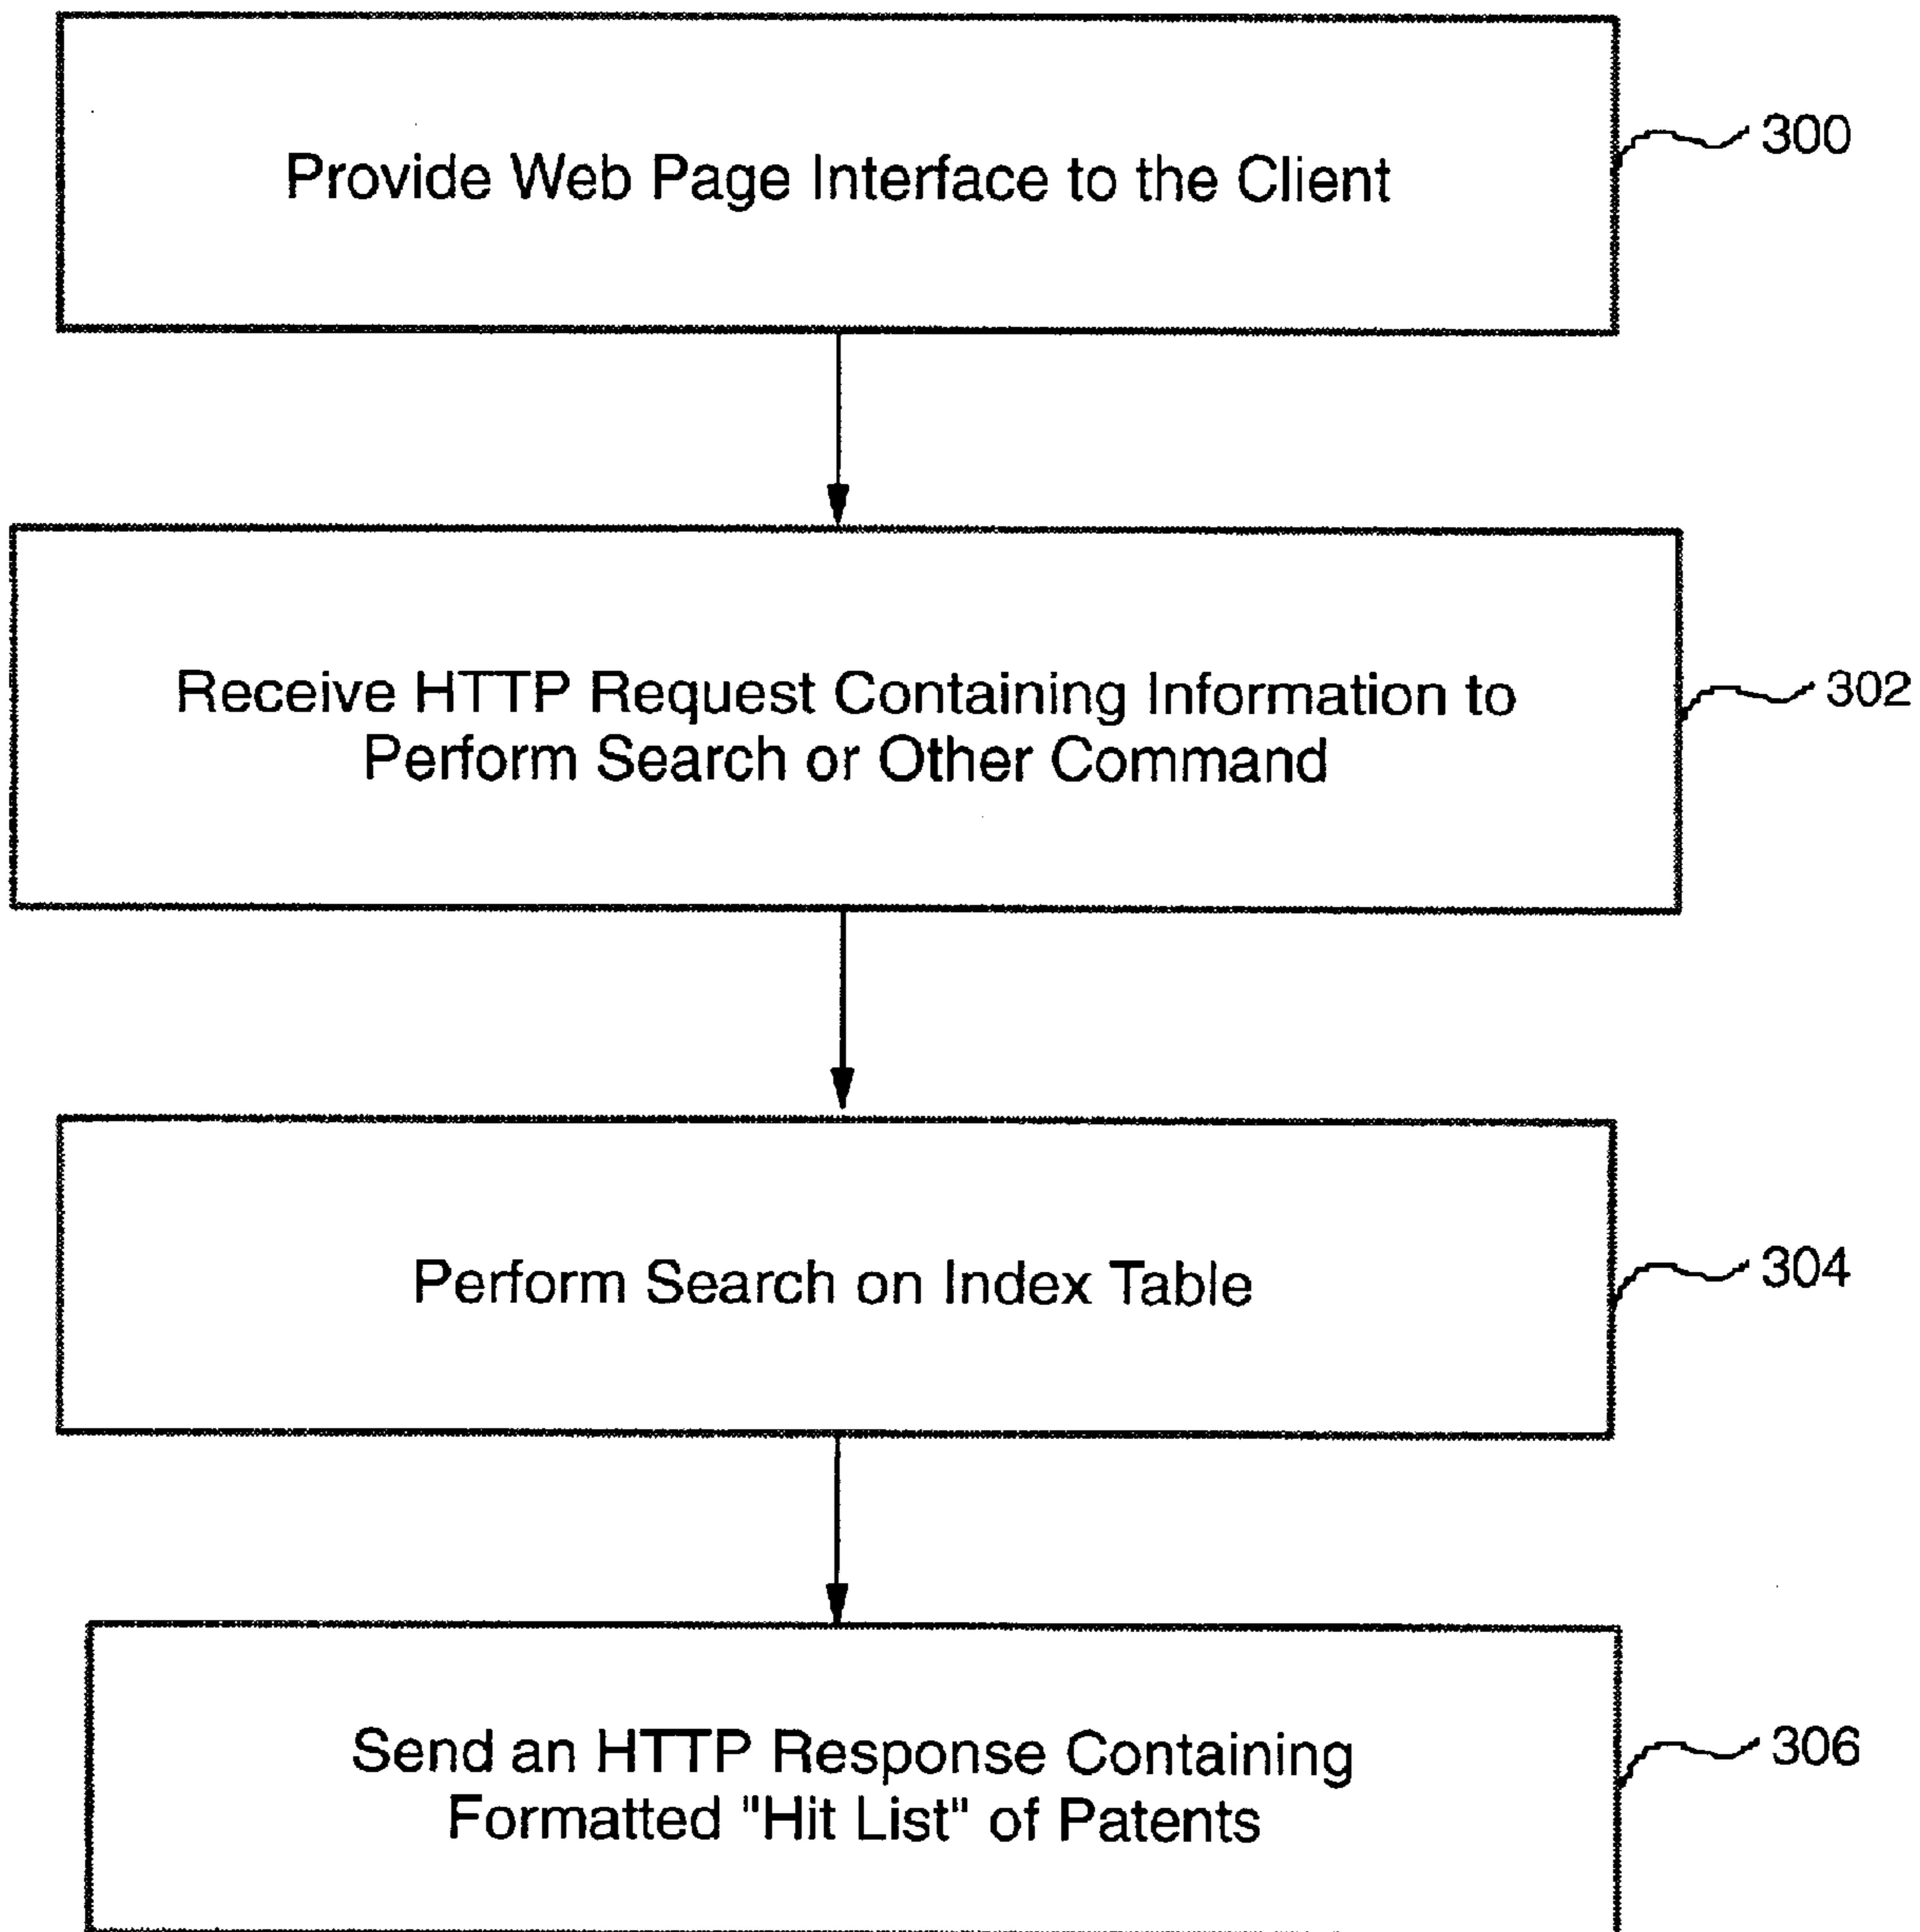 Provide Web Page Interface to the Client
300
Receive HTTP Request Containing Information to
Perform Search or Other Command
302
Perform Search on Index Table
304
Send an HTTP Response Containing
Formatted "Hit List" of Patents
306